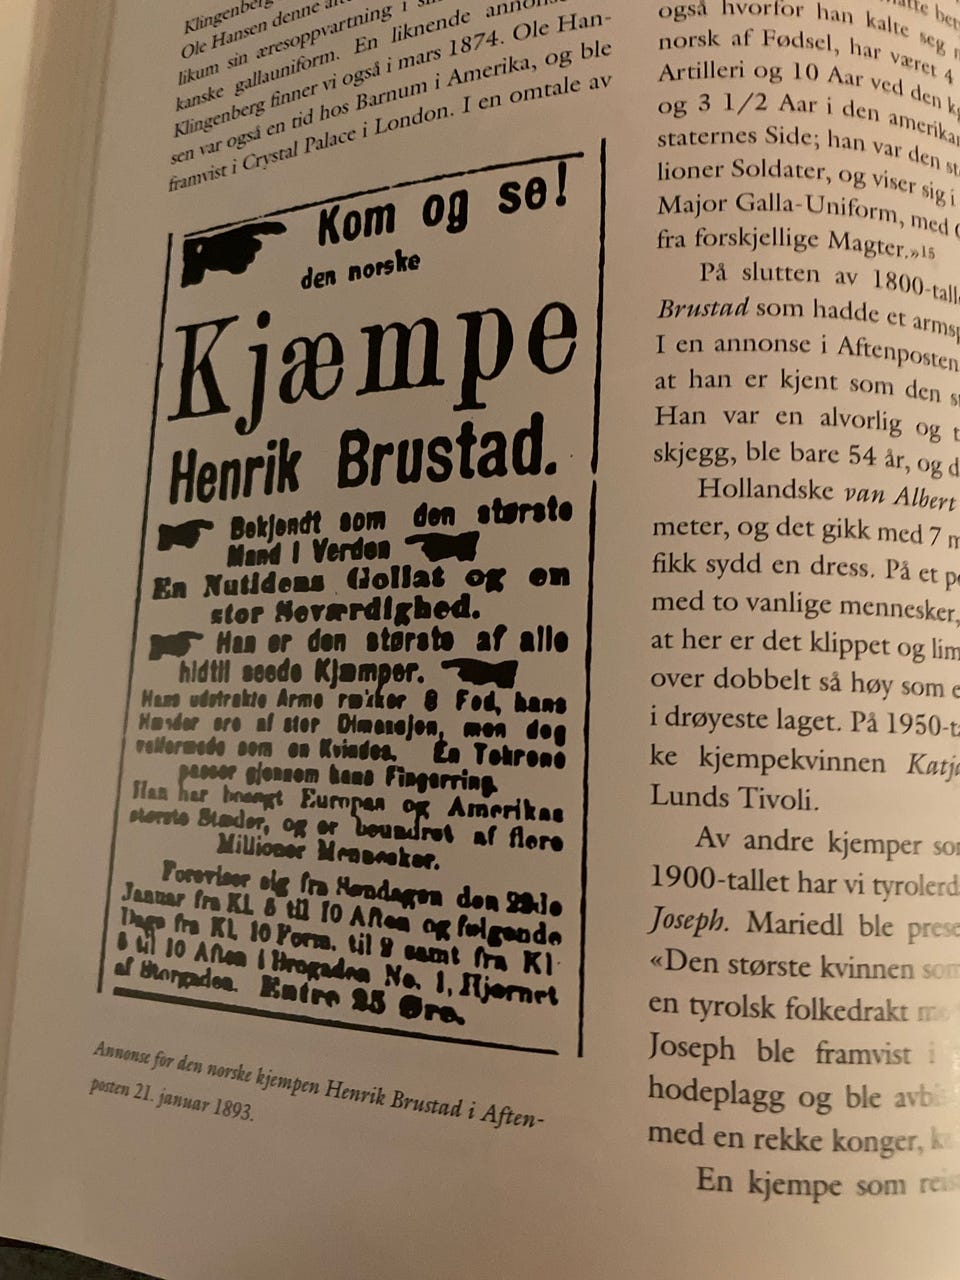 Klingenberg
Ole Hansen denne
likum sin æresoppvartning i
kanske gallauniform. En liknende
Klingenberg finner vi også i mars 1874. Ole Han-
sen var også en tid hos Barnum i Amerika, og ble
framvist i Crystal Palace i London. I en omtale av
Kom og se!
den norske
Kjæmpe
Henrik Brustad.
Bekjendt som den største
Mand i Verden
En Nutidens Goliat og en
stor Seværdighed.
Han er den største af alle
hidtil seede Kjæmper.
Hans udstrakte Arme rækker 8 Fod, hans
Hænder ere af stor Dimensjon, men dog
velformede som en Kvindes. En Tokrone
passer gjennem hans Fingerring.
Han har besøgt Europas og Amerikas
største Stæder, og er beundret af flere
Millioner Mennesker.
Foreviser sig fra Søndagen den 22de
Januar fra Kl. 5 til 10 Aften og følgende
Dage fra Kl. 10 Form. til 2 samt fra Kl.
til 10 Aften i Brogaden No. 1, Hjørnet
af Storgaden. Entre 25 Øre.
Annonse for den norske kjempen Henrik Brustad i Aften-
posten 21. januar 1893.
også hvorfor han kalte seg
norsk af Fødsel, har været 4
Artilleri og 10 Aar ved den
og 3 1/2 Aar i den
staternes Side; han var den
lioner Soldater, og viser sig i
Major Galla-Uniform, med
fra forskjellige Magter.»15
På slutten av 1800-
Brustad som hadde et
I en annonse i Aftenposten
at han er kjent som den
Han var en alvorlig og
skjegg, ble bare 54 år, og
Hollandske van Albert
meter, og det gikk med 7
fikk sydd en dress. På et
med to vanlige mennesker,
at her er det klippet og
over dobbelt så høy som
i drøyeste laget. På 1950-
ke kjempekvinnen
Lunds Tivoli.
Av andre kjemper
1900-tallet har vi
Joseph. Mariedl ble
«Den største kvinnen som
en tyrolsk folkedrakt
Joseph ble framvist i
hodeplagg og ble
med en rekke konger,
En kjempe som